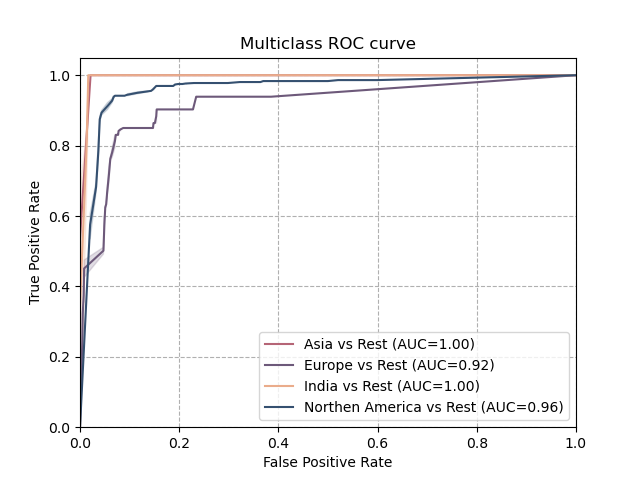 Multiclass ROC curve
True Positive Rate
1.0
0.8
0.6
0.4
0.2
0.0
Asia vs Rest (AUC=1.00)
Europe vs Rest (AUC=0.92)
India vs Rest (AUC=1.00)
Northen America vs Rest (AUC=0.96)
0.0 0.2 0.4 0.6 0.8 1.0
False Positive Rate